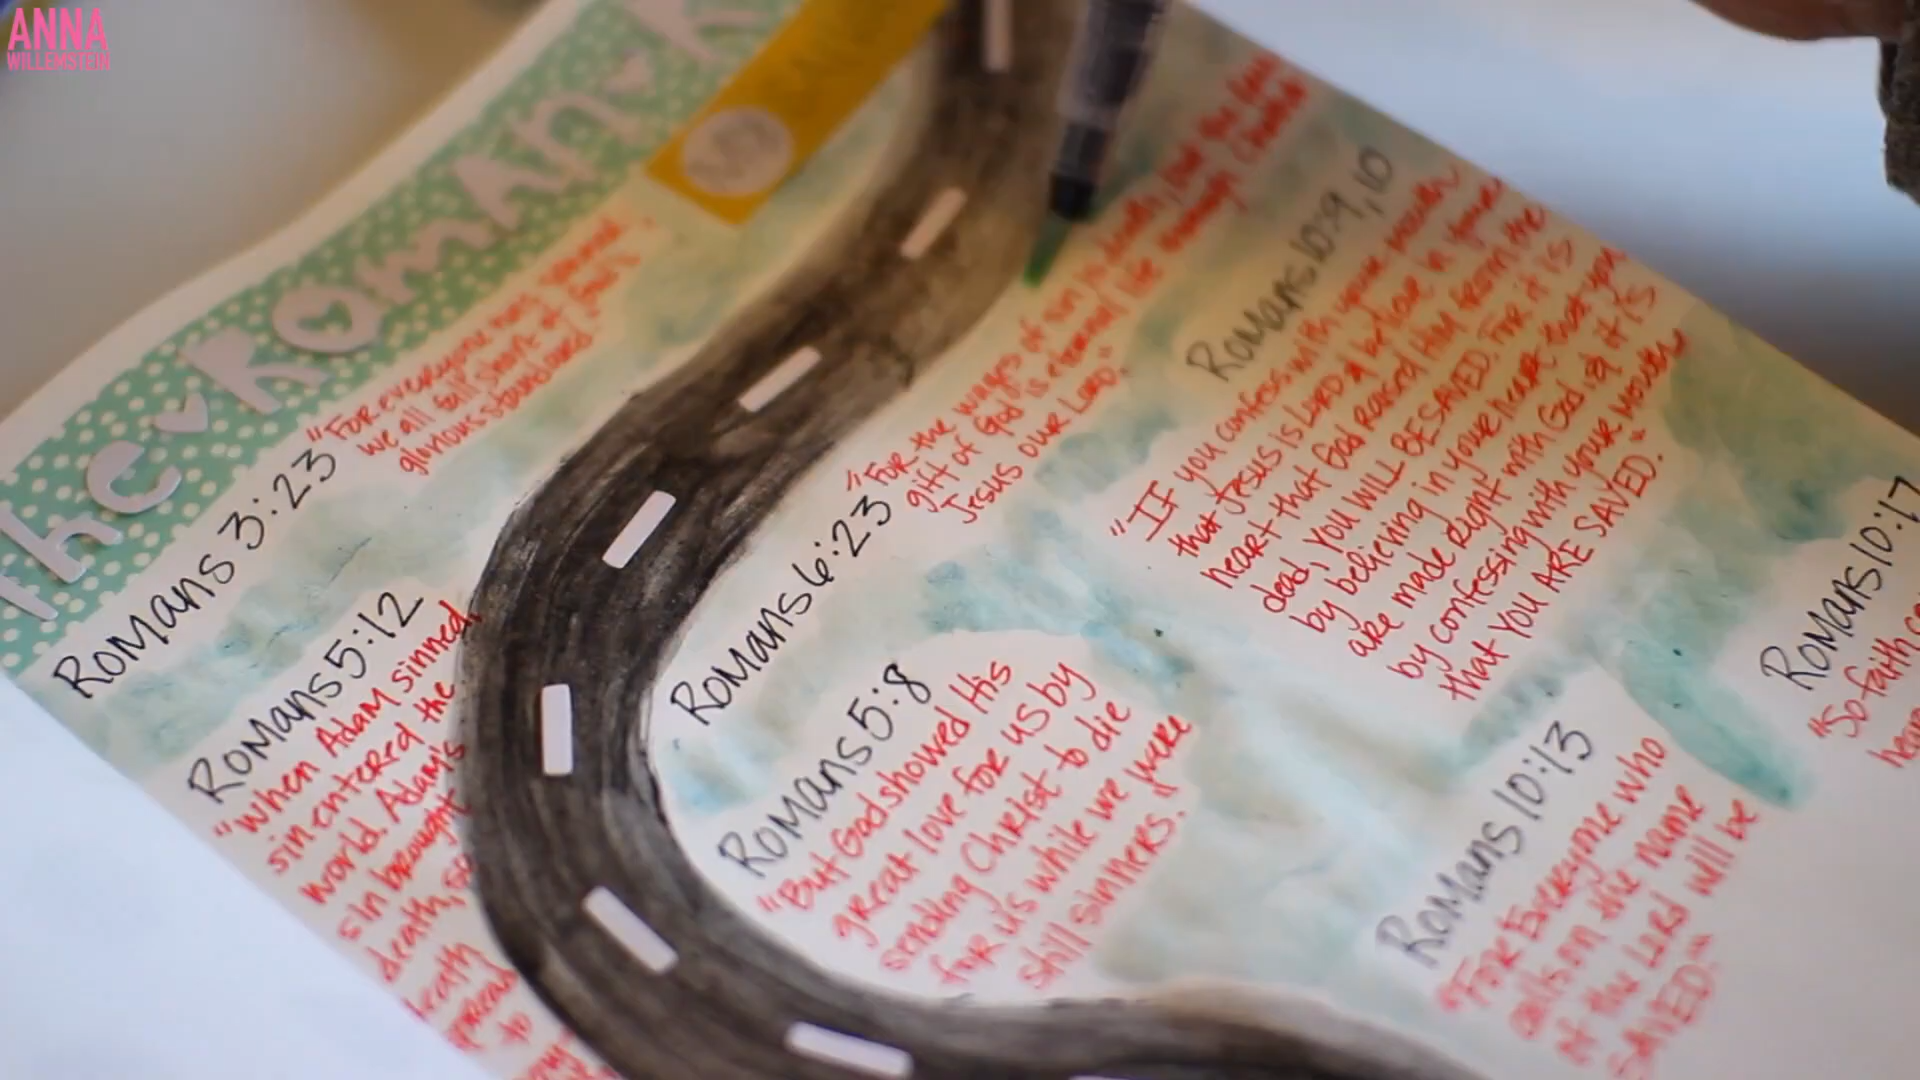 ANNA
WILLEMSTEIN
The ROMAN R
Romans 3:23
"For everyone has sinned.
we all fall short of God's
glorious standard."
Romans 5:12
"When Adam sinned,
sin entered the
world. Adam's
sin brought
death, so
death
spread
to
Romans 6:23
"For the wages of sin is death, but the free
gift of God is eternal life through Christ
Jesus our Lord."
Romans 5:8
"But God showed His
great love for us by
sending Christ to die
for us while we were
still sinners."
Romans 10:9,10
"IF you confess with your mouth
that Jesus is LORD & believe in your
heart that God raised Him from the
dead, YOU WILL BE SAVED. For it is
by believing in your heart that you
are made right with God, & it is
by confessing with your mouth
that YOU ARE SAVED."
Romans 10:13
"For Everyone who
calls on the name
of the Lord will be
SAVED."
Romans 10:17
"So faith co
hear